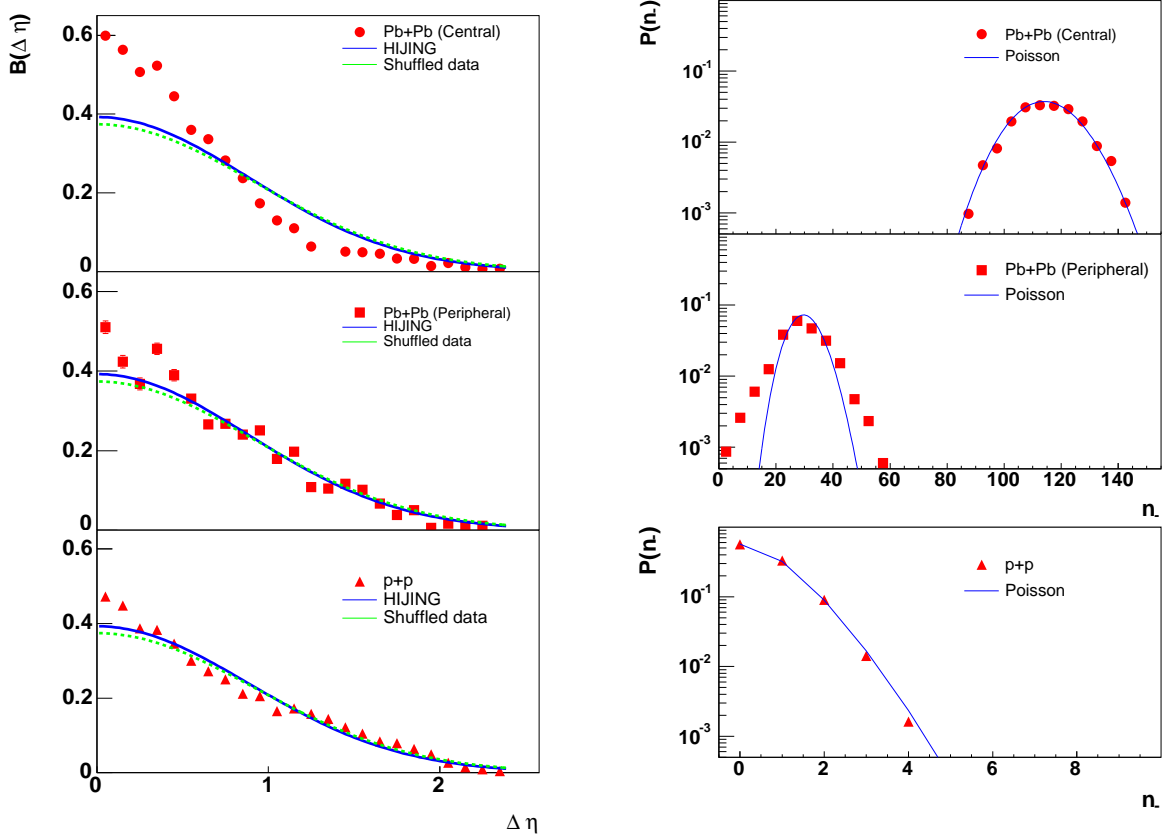 B(Δ η)
0.6
0.4
0.2
0
Pb+Pb (Central)
HIJING
Shuffled data
0.6
0.4
0.2
0
Pb+Pb (Peripheral)
HIJING
Shuffled data
0.6
0.4
0.2
0
p+p
HIJING
Shuffled data
0 1 2
Δ η
P(n-)
10-1
10-2
10-3
Pb+Pb (Central)
Poisson
10-1
10-2
10-3
Pb+Pb (Peripheral)
Poisson
0 20 40 60 80 100 120 140
n-
P(n-)
10-1
10-2
10-3
p+p
Poisson
0 2 4 6 8
n-